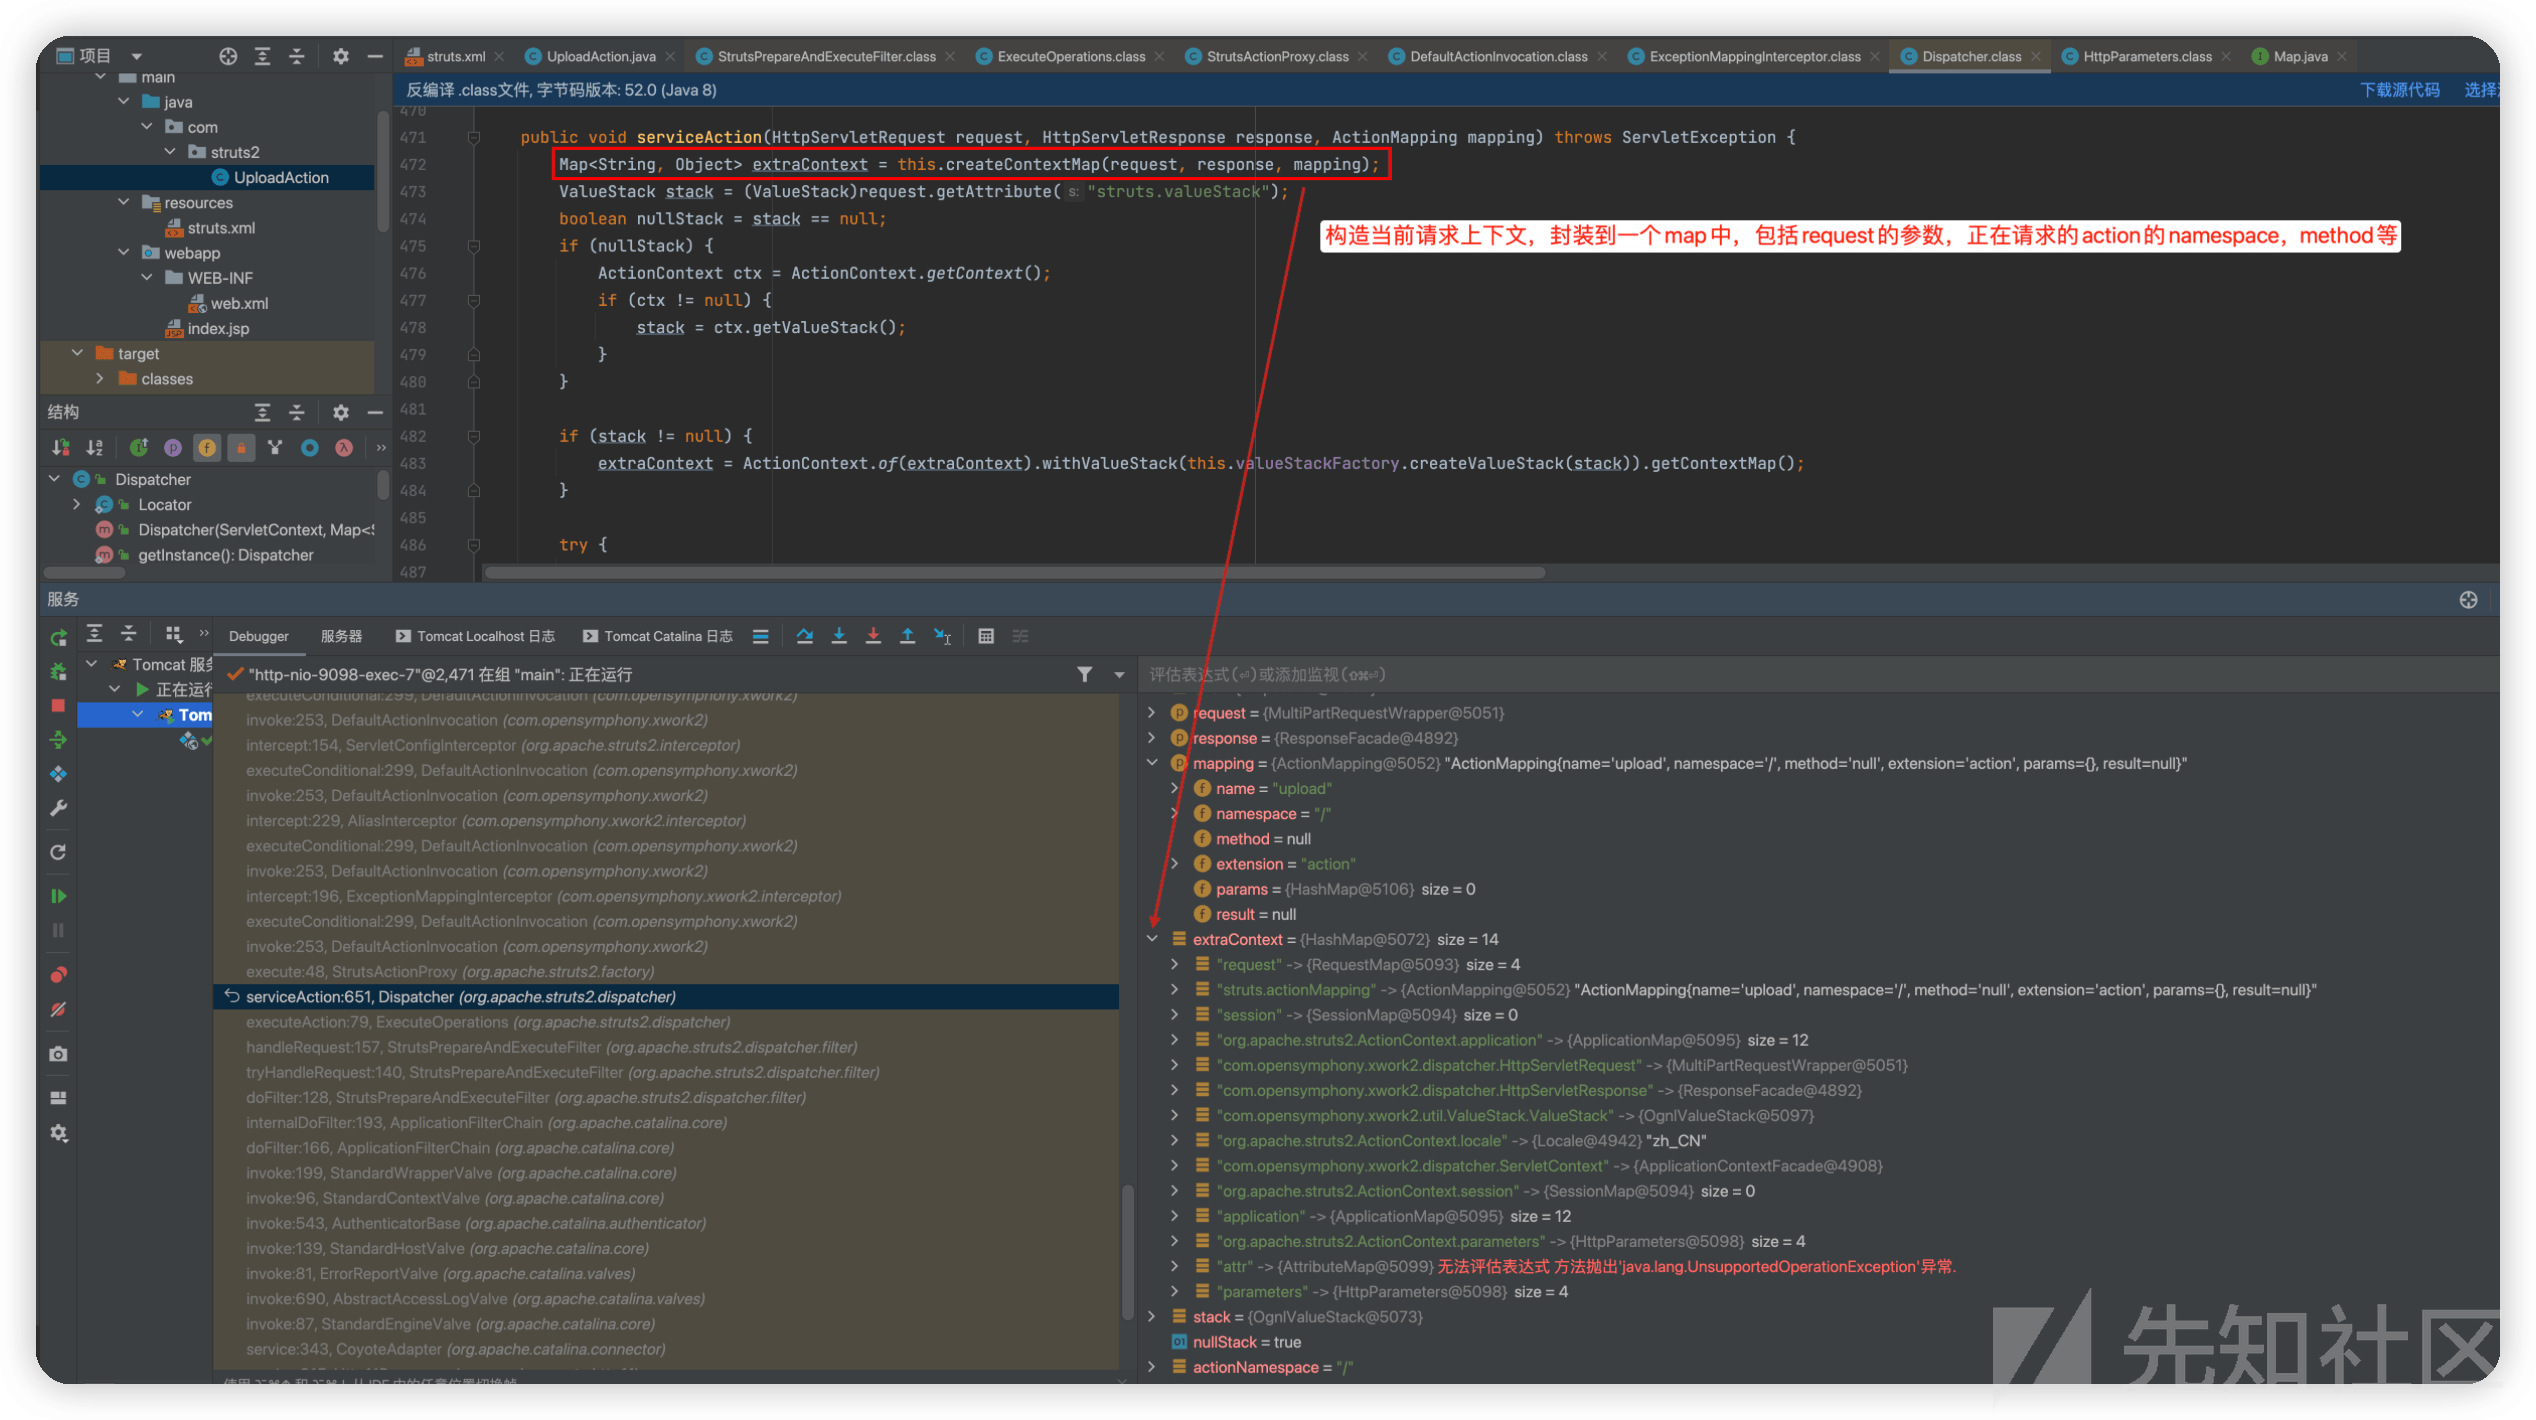 项目
struts.xml
UploadAction.java
StrutsPrepareAndExecuteFilter.class
ExecuteOperations.class
StrutsActionProxy.class
DefaultActionInvocation.class
ExceptionMappingInterceptor.class
Dispatcher.class
HttpParameters.class
Map.java
main
java
com
struts2
UploadAction
resources
struts.xml
webapp
WEB-INF
web.xml
index.jsp
target
classes
反编译 .class文件, 字节码版本: 52.0 (Java 8)
下载源代码
选择
470
471 public void serviceAction(HttpServletRequest request, HttpServletResponse response, ActionMapping mapping) throws ServletException {
472 Map<String, Object> extraContext = this.createContextMap(request, response, mapping);
473 ValueStack stack = (ValueStack)request.getAttribute( s: "struts.valueStack");
474 boolean nullStack = stack == null;
475 if (nullStack) {
476 ActionContext ctx = ActionContext.getContext();
477 if (ctx != null) {
478 stack = ctx.getValueStack();
479 }
480 }
481
482 if (stack != null) {
483 extraContext = ActionContext.of(extraContext).withValueStack(this.valueStackFactory.createValueStack(stack)).getContextMap();
484 }
485
486 try {
487
构造当前请求上下文，封装到一个map中，包括request的参数，正在请求的action的namespace，method等
结构
Dispatcher
Locator
Dispatcher(ServletContext, Map<S
getInstance(): Dispatcher
服务
Debugger
服务器
Tomcat Localhost 日志
Tomcat Catalina 日志
Tomcat 服务
正在运行
Tom
"http-nio-9098-exec-7"@2,471 在组 "main": 正在运行
executeConditional:299, DefaultActionInvocation (com.opensymphony.xwork2)
invoke:253, DefaultActionInvocation (com.opensymphony.xwork2)
intercept:154, ServletConfigInterceptor (org.apache.struts2.interceptor)
executeConditional:299, DefaultActionInvocation (com.opensymphony.xwork2)
invoke:253, DefaultActionInvocation (com.opensymphony.xwork2)
intercept:229, AliasInterceptor (com.opensymphony.xwork2.interceptor)
executeConditional:299, DefaultActionInvocation (com.opensymphony.xwork2)
invoke:253, DefaultActionInvocation (com.opensymphony.xwork2)
intercept:196, ExceptionMappingInterceptor (com.opensymphony.xwork2.interceptor)
executeConditional:299, DefaultActionInvocation (com.opensymphony.xwork2)
invoke:253, DefaultActionInvocation (com.opensymphony.xwork2)
execute:48, StrutsActionProxy (org.apache.struts2.factory)
serviceAction:651, Dispatcher (org.apache.struts2.dispatcher)
executeAction:79, ExecuteOperations (org.apache.struts2.dispatcher)
handleRequest:157, StrutsPrepareAndExecuteFilter (org.apache.struts2.dispatcher.filter)
tryHandleRequest:140, StrutsPrepareAndExecuteFilter (org.apache.struts2.dispatcher.filter)
doFilter:128, StrutsPrepareAndExecuteFilter (org.apache.struts2.dispatcher.filter)
internalDoFilter:193, ApplicationFilterChain (org.apache.catalina.core)
doFilter:166, ApplicationFilterChain (org.apache.catalina.core)
invoke:199, StandardWrapperValve (org.apache.catalina.core)
invoke:96, StandardContextValve (org.apache.catalina.core)
invoke:543, AuthenticatorBase (org.apache.catalina.authenticator)
invoke:139, StandardHostValve (org.apache.catalina.core)
invoke:81, ErrorReportValve (org.apache.catalina.valves)
invoke:690, AbstractAccessLogValve (org.apache.catalina.valves)
invoke:87, StandardEngineValve (org.apache.catalina.core)
service:343, CoyoteAdapter (org.apache.catalina.connector)
评估表达式(⏎)或添加监视(⇧⌘⏎)
request = {MultiPartRequestWrapper@5051}
response = {ResponseFacade@4892}
mapping = {ActionMapping@5052} "ActionMapping{name='upload', namespace='/', method='null', extension='action', params={}, result=null}"
name = "upload"
namespace = "/"
method = null
extension = "action"
params = {HashMap@5106} size = 0
result = null
extraContext = {HashMap@5072} size = 14
"request" -> {RequestMap@5093} size = 4
"struts.actionMapping" -> {ActionMapping@5052} "ActionMapping{name='upload', namespace='/', method='null', extension='action', params={}, result=null}"
"session" -> {SessionMap@5094} size = 0
"org.apache.struts2.ActionContext.application" -> {ApplicationMap@5095} size = 12
"com.opensymphony.xwork2.dispatcher.HttpServletRequest" -> {MultiPartRequestWrapper@5051}
"com.opensymphony.xwork2.dispatcher.HttpServletResponse" -> {ResponseFacade@4892}
"com.opensymphony.xwork2.util.ValueStack.ValueStack" -> {OgnlValueStack@5097}
"org.apache.struts2.ActionContext.locale" -> {Locale@4942} "zh_CN"
"com.opensymphony.xwork2.dispatcher.ServletContext" -> {ApplicationContextFacade@4908}
"org.apache.struts2.ActionContext.session" -> {SessionMap@5094} size = 0
"application" -> {ApplicationMap@5095} size = 12
"org.apache.struts2.ActionContext.parameters" -> {HttpParameters@5098} size = 4
"attr" -> {AttributeMap@5099} 无法评估表达式 方法抛出'java.lang.UnsupportedOperationException'异常.
"parameters" -> {HttpParameters@5098} size = 4
stack = {OgnlValueStack@5073}
nullStack = true
actionNamespace = "/"
先知社区